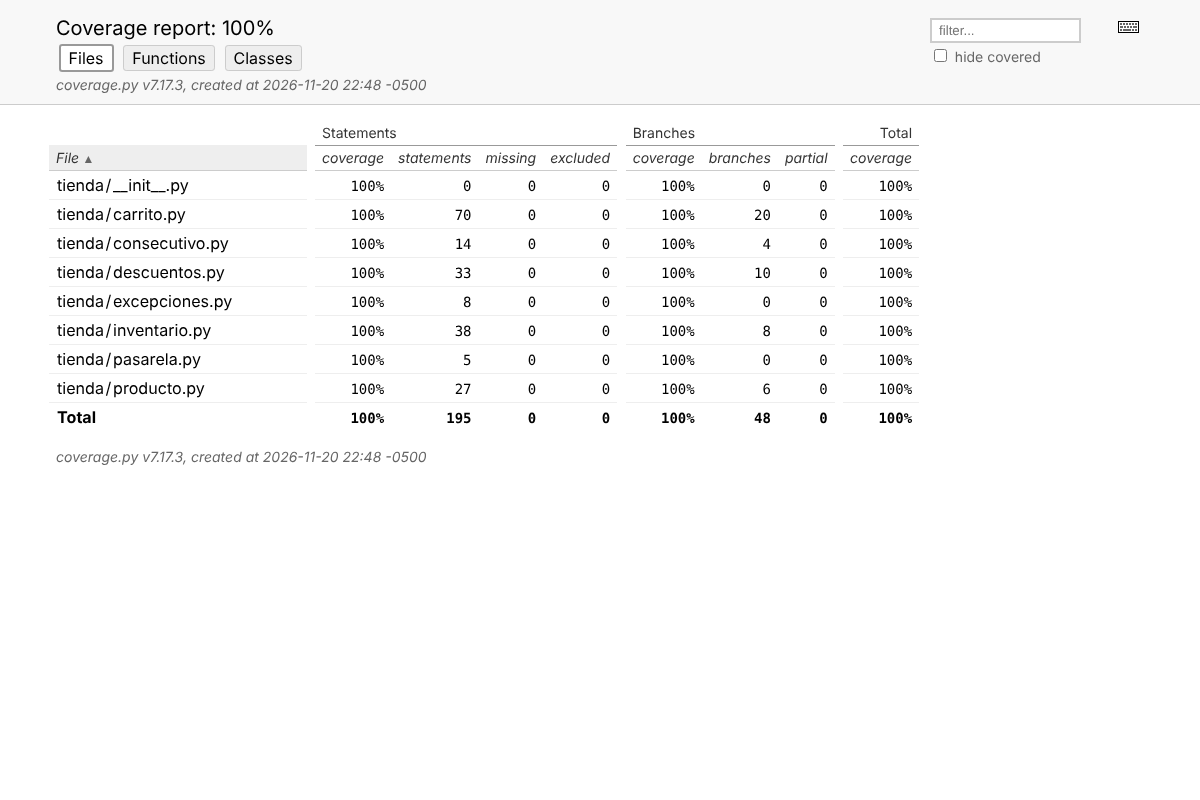 Coverage report: 100%
filter...
hide covered
Files Functions Classes
coverage.py v7.17.3, created at 2026-11-20 22:48 -0500
Statements Branches Total
File ▲ coverage statements missing excluded coverage branches partial coverage
tienda/__init__.py 100% 0 0 0 100% 0 0 100%
tienda/carrito.py 100% 70 0 0 100% 20 0 100%
tienda/consecutivo.py 100% 14 0 0 100% 4 0 100%
tienda/descuentos.py 100% 33 0 0 100% 10 0 100%
tienda/excepciones.py 100% 8 0 0 100% 0 0 100%
tienda/inventario.py 100% 38 0 0 100% 8 0 100%
tienda/pasarela.py 100% 5 0 0 100% 0 0 100%
tienda/producto.py 100% 27 0 0 100% 6 0 100%
Total 100% 195 0 0 100% 48 0 100%
coverage.py v7.17.3, created at 2026-11-20 22:48 -0500